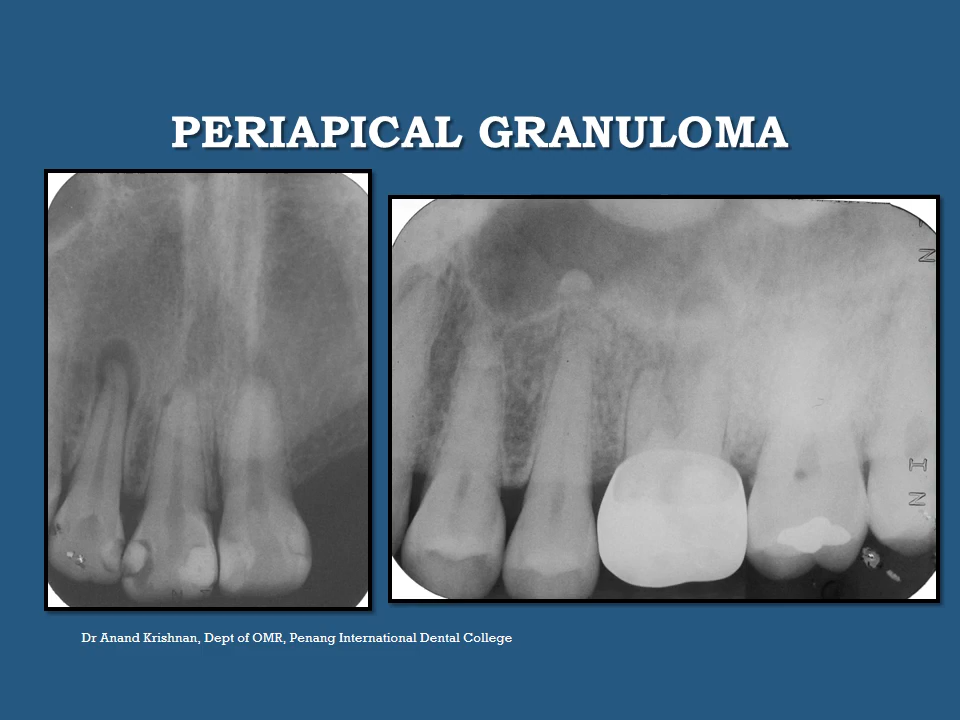 PERIAPICAL GRANULOMA
N
I
N
Dr Anand Krishnan, Dept of OMR, Penang International Dental College